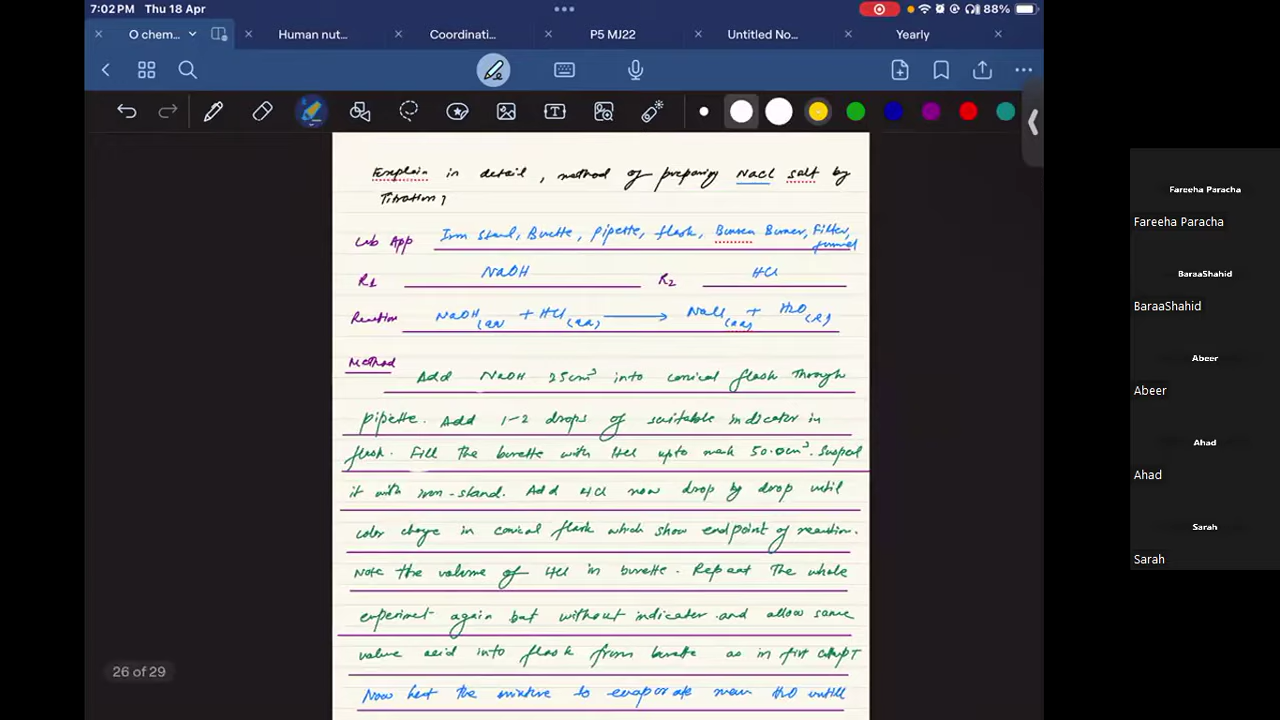 7:02 PM Thu 18 Apr
88%
O chem...
Human nut...
Coordinati...
P5 MJ22
Untitled No...
Yearly
Explain in detail, method of preparing NaCl salt by
Titration?
Lab App Iron stand, Burette, pipette, flask, Bunsen Burner, Filter, funnel
R1 NaOH R2 HCl
Reaction NaOH(aq) + HCl(aq) → NaCl(aq) + H2O(l)
Method
Add NaOH 25cm³ into conical flask through
pipette. Add 1-2 drops of suitable indicator in
flask. Fill the burette with HCl upto mark 50.0cm³.
it with iron-stand. Add HCl now drop by drop until
color change in conical flask which show endpoint of reaction.
Note the volume of HCl in burette. Repeat the whole
experiment again but without indicator and allow same
value acid into flask from burette as in first
Now heat the mixture to evaporate H2O untill
26 of 29
Fareeha Paracha
Fareeha Paracha
BaraaShahid
BaraaShahid
Abeer
Abeer
Ahad
Ahad
Sarah
Sarah